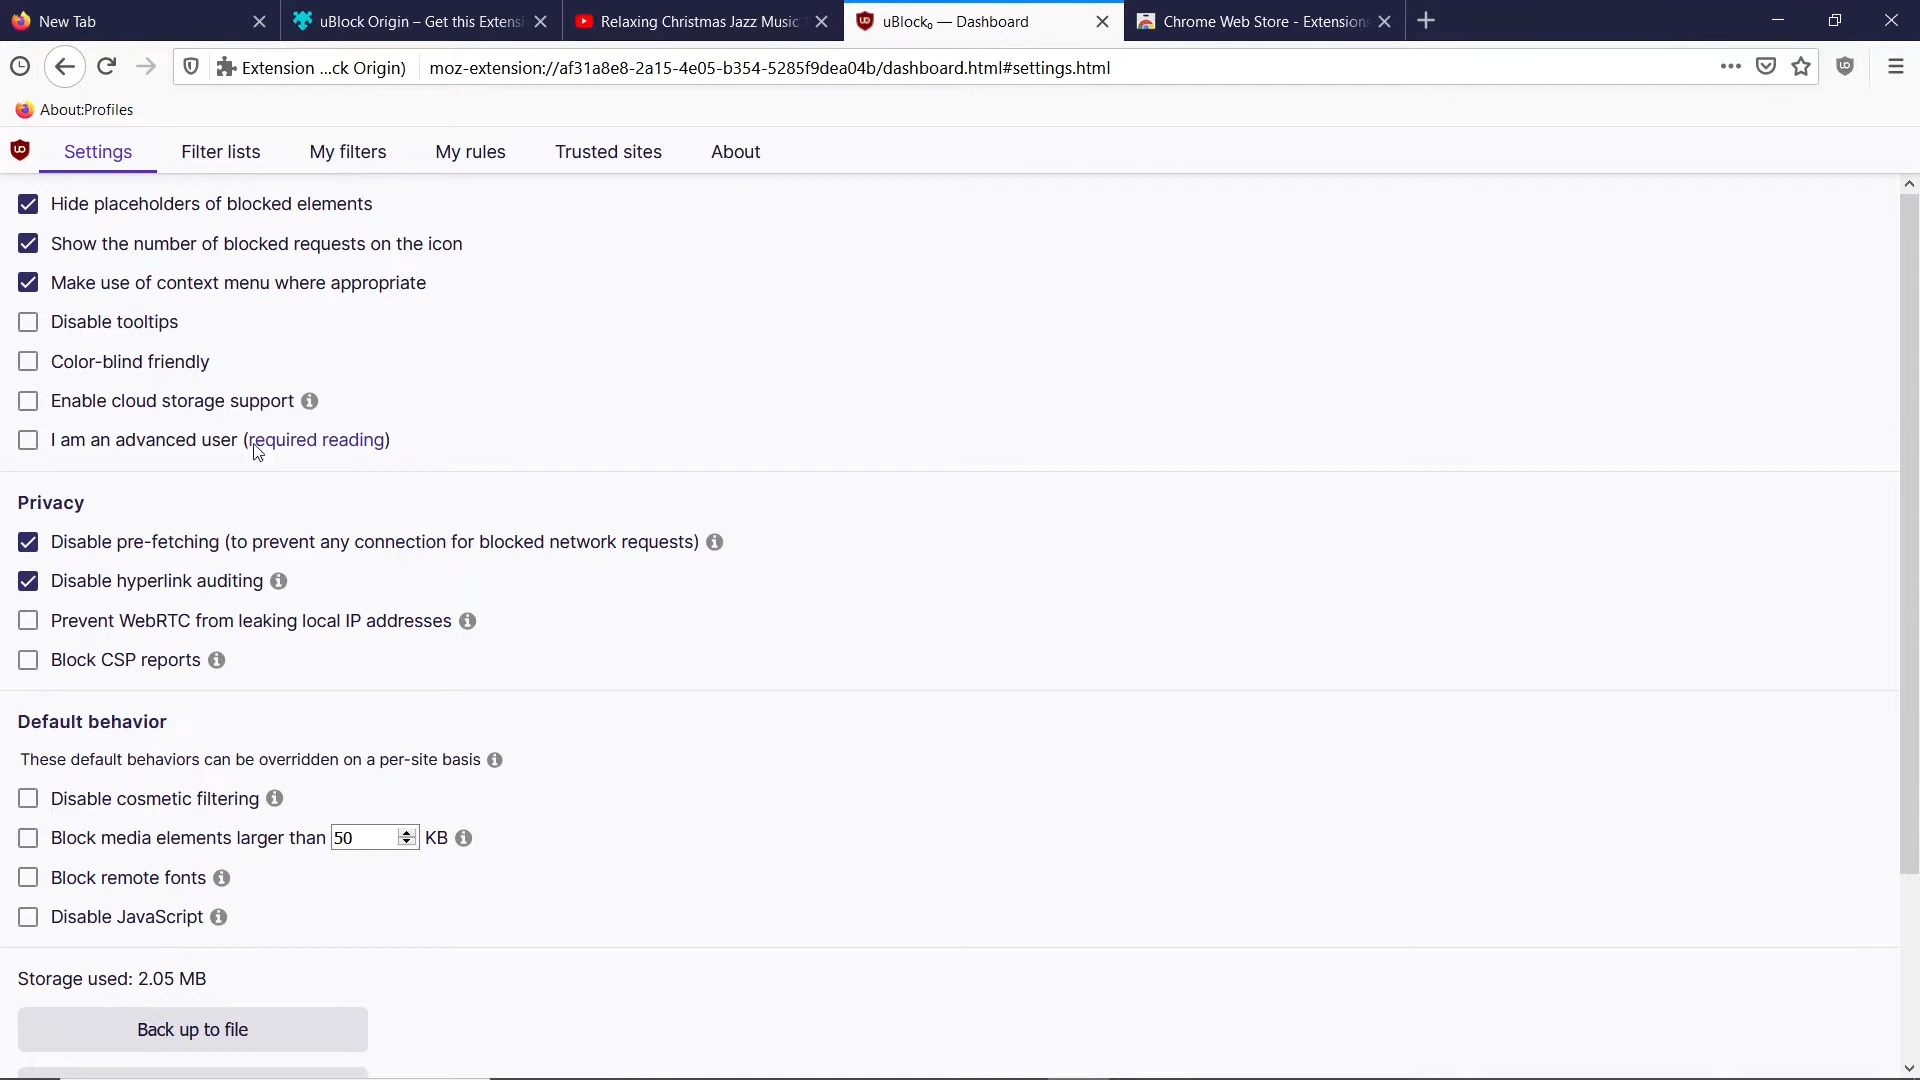 New Tab
uBlock Origin – Get this Extensi
Relaxing Christmas Jazz Music
uBlock₀ — Dashboard
Chrome Web Store - Extensions
Extension ...ck Origin)
moz-extension://af31a8e8-2a15-4e05-b354-5285f9dea04b/dashboard.html#settings.html
About:Profiles
Settings
Filter lists
My filters
My rules
Trusted sites
About
Hide placeholders of blocked elements
Show the number of blocked requests on the icon
Make use of context menu where appropriate
Disable tooltips
Color-blind friendly
Enable cloud storage support
I am an advanced user (required reading)
Privacy
Disable pre-fetching (to prevent any connection for blocked network requests)
Disable hyperlink auditing
Prevent WebRTC from leaking local IP addresses
Block CSP reports
Default behavior
These default behaviors can be overridden on a per-site basis
Disable cosmetic filtering
Block media elements larger than 50 KB
Block remote fonts
Disable JavaScript
Storage used: 2.05 MB
Back up to file